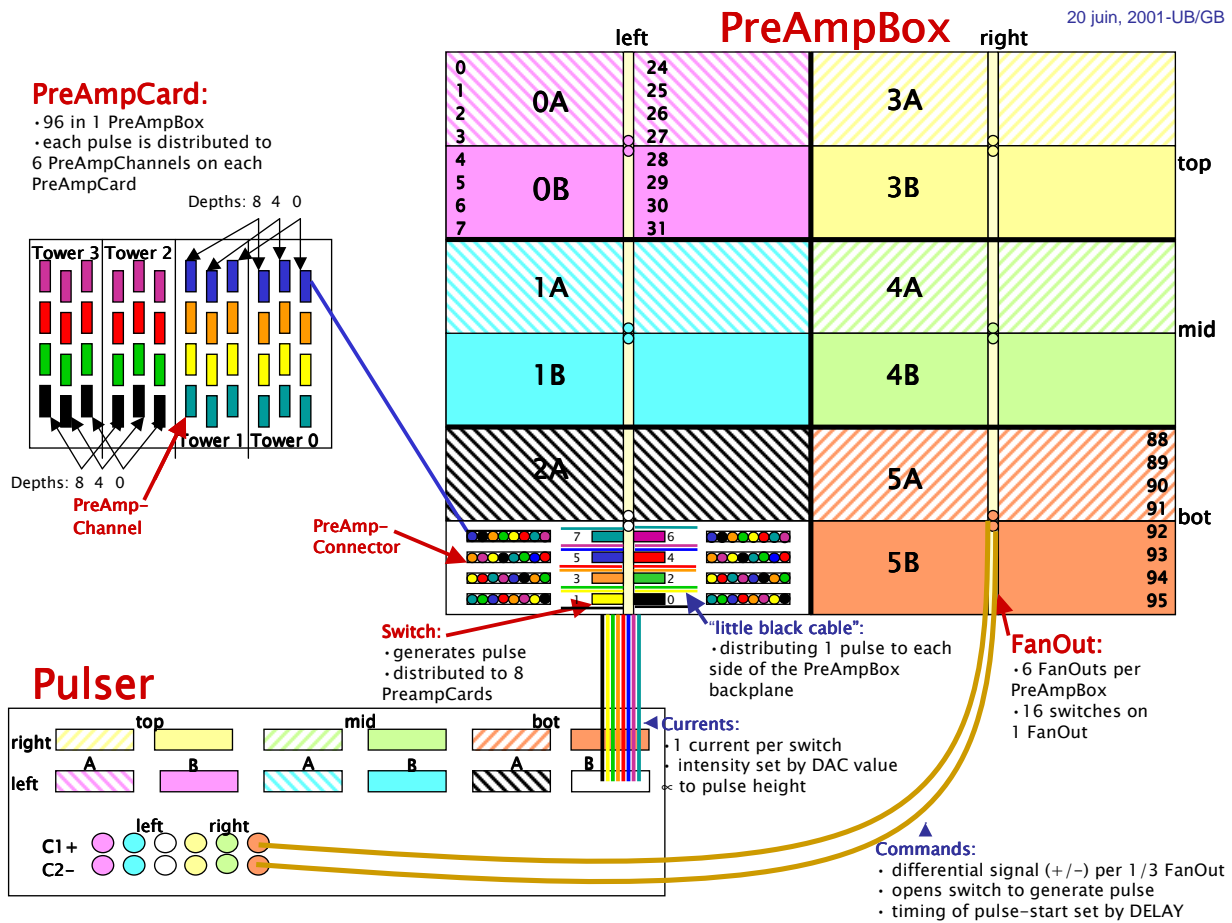 20 juin, 2001-UB/GB
PreAmpBox
left
right
PreAmpCard:
• 96 in 1 PreAmpBox
• each pulse is distributed to
6 PreAmpChannels on each
PreAmpCard
Depths: 8 4 0
Tower 3
Tower 2
Tower 1
Tower 0
Depths: 8 4 0
PreAmp-
Channel
0
1
2
3
0A
24
25
26
27
3A
4
5
6
7
0B
28
29
30
31
3B
top
1A
4A
mid
1B
4B
2A
5A
88
89
90
91
bot
PreAmp-
Connector
7
6
5
4
3
2
1
0
5B
92
93
94
95
Switch:
• generates pulse
• distributed to 8
PreampCards
"little black cable":
• distributing 1 pulse to each
side of the PreAmpBox
backplane
FanOut:
• 6 FanOuts per
PreAmpBox
• 16 switches on
1 FanOut
Pulser
top
mid
bot
right
A
B
A
B
A
B
left
Currents:
• 1 current per switch
• intensity set by DAC value
∝ to pulse height
left
right
C1+
C2-
Commands:
• differential signal (+/-) per 1/3 FanOut
• opens switch to generate pulse
• timing of pulse-start set by DELAY